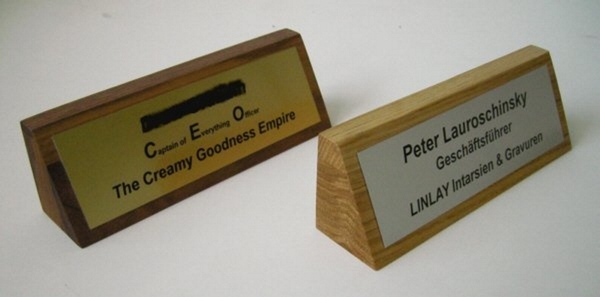 Captain of Everything Officer
The Creamy Goodness Empire
Peter Lauroschinsky
Geschäftsführer
LINLAY Intarsien & Gravuren